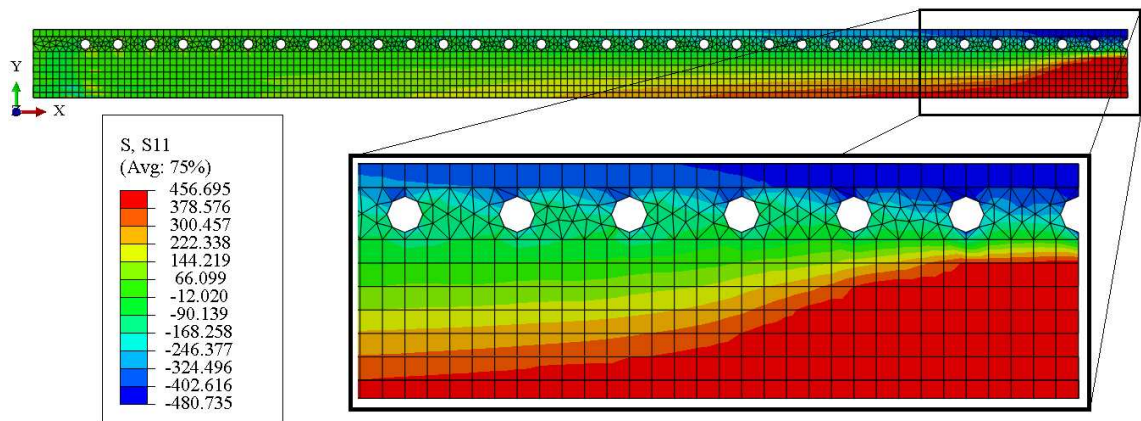 Y
Z
X
S, S11
(Avg: 75%)
456.695
378.576
300.457
222.338
144.219
66.099
-12.020
-90.139
-168.258
-246.377
-324.496
-402.616
-480.735